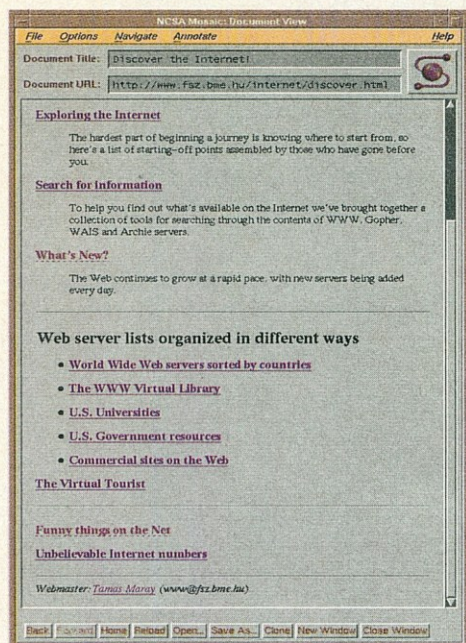 NCSA Mosaic: Document View
File Options Navigate Annotate Help
Document Title: Discover the Internet!
Document URL: http://www.fsz.bme.hu/internet/discover.html
Exploring the Internet
The hardest part of beginning a journey is knowing where to start from, so
here's a list of starting-off points assembled by those who have gone before
you.
Search for information
To help you find out what's available on the Internet we've brought together a
collection of tools for searching through the contents of WWW, Gopher,
WAIS and Archie servers.
What's New?
The Web continues to grow at a rapid pace, with new servers being added
every day.
Web server lists organized in different ways
• World Wide Web servers sorted by countries
• The WWW Virtual Library
• U.S. Universities
• U.S. Government resources
• Commercial sites on the Web
The Virtual Tourist
Funny things on the Net
Unbelievable Internet numbers
Webmaster: Tamas Maray (www@fsz.bme.hu)
Back Forward Home Reload Open... Save As... Clone New Window Close Window